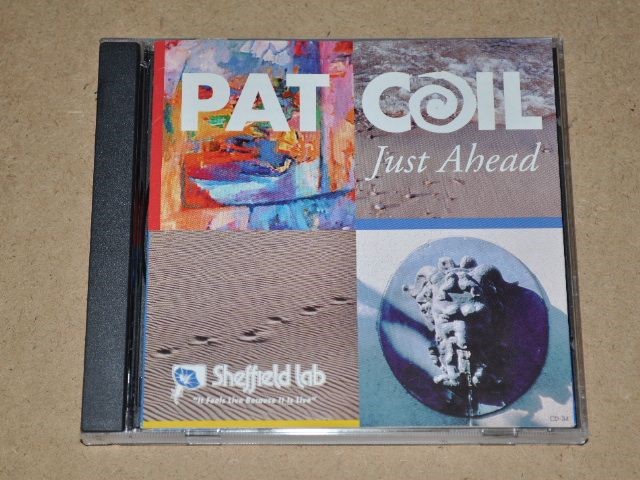 PAT COIL
Just Ahead
Sheffield Lab
"It Feels Live Because It Is Live"
CD-34